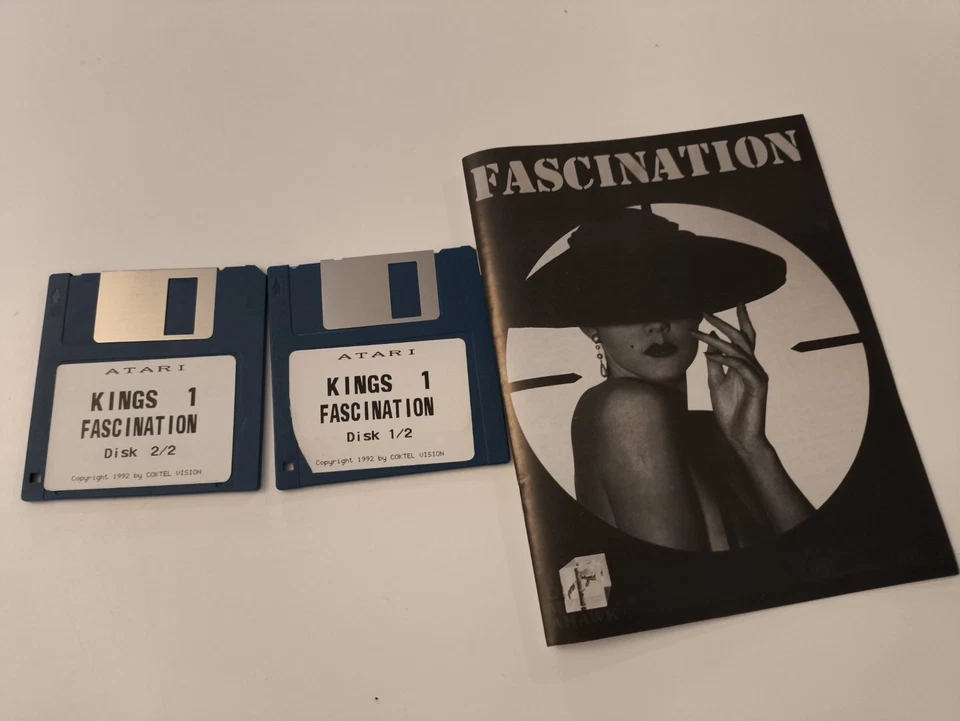 ATARI
KINGS 1
FASCINATION
Disk 2/2
Copyright 1992 by COKTEL VISION
ATARI
KINGS 1
FASCINATION
Disk 1/2
Copyright 1992 by COKTEL VISION
FASCINATION